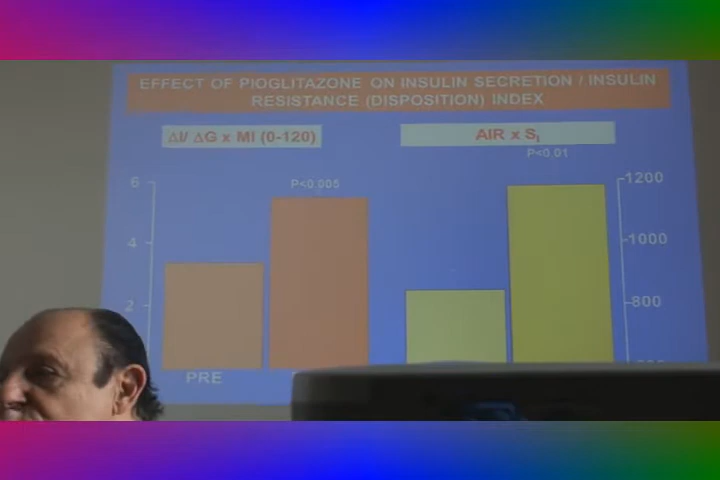 EFFECT OF PIOGLITAZONE ON INSULIN SECRETION / INSULIN
RESISTANCE (DISPOSITION) INDEX
ΔI/ ΔG x MI (0-120)
AIR x SI
P<0.005
P<0.01
6
4
2
1200
1000
800
PRE